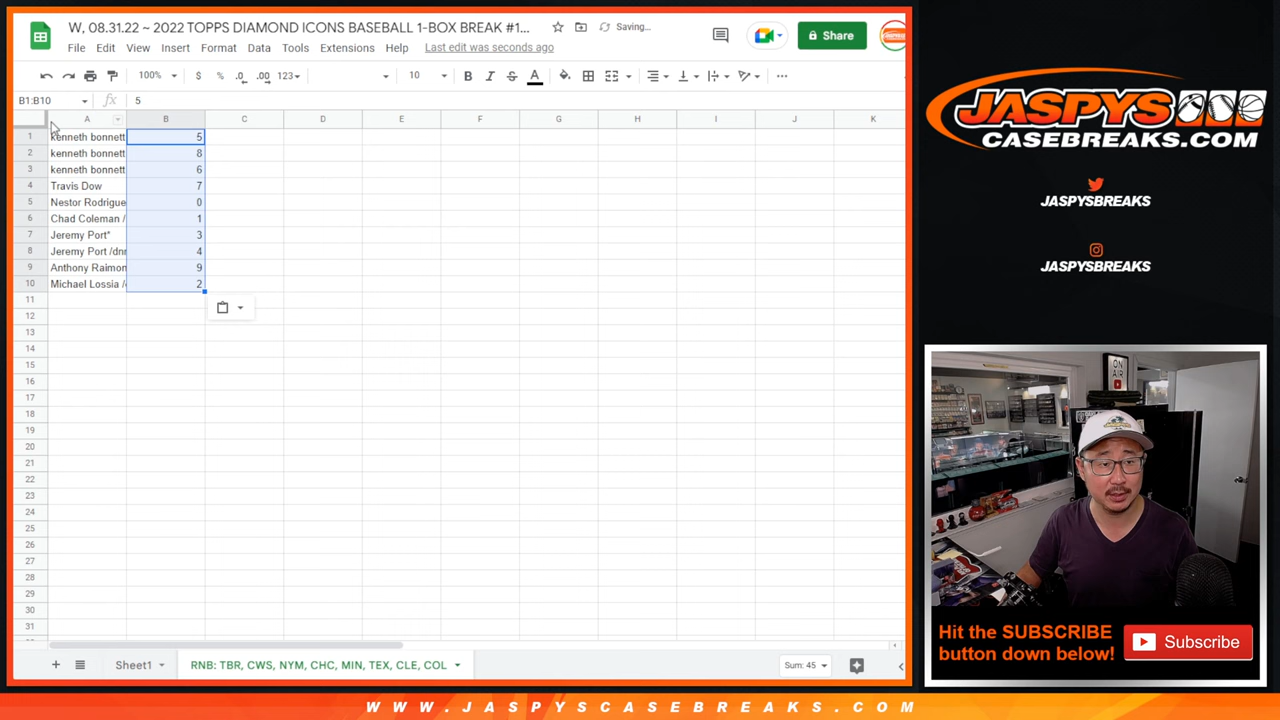 W, 08.31.22 ~ 2022 TOPPS DIAMOND ICONS BASEBALL 1-BOX BREAK #1...
Saving...
Share
File Edit View Insert Format Data Tools Extensions Help Last edit was seconds ago
100% $ % .0 .00 123 10 B I S A
B1:B10 fx 5
A B C D E F G H I J K
1 kenneth bonnett 5
2 kenneth bonnett 8
3 kenneth bonnett 6
4 Travis Dow 7
5 Nestor Rodrigue 0
6 Chad Coleman / 1
7 Jeremy Port* 3
8 Jeremy Port /dnr 4
9 Anthony Raimon 9
10 Michael Lossia / 2
11
12
13
14
15
16
17
18
19
20
21
22
23
24
25
26
27
28
29
30
31
Sheet1 RNB: TBR, CWS, NYM, CHC, MIN, TEX, CLE, COL Sum: 45
JASPYS
CASEBREAKS.COM
JASPYSBREAKS
JASPYSBREAKS
ON
AIR
Hit the SUBSCRIBE
button down below!
Subscribe
WWW.JASPYSCASEBREAKS.COM